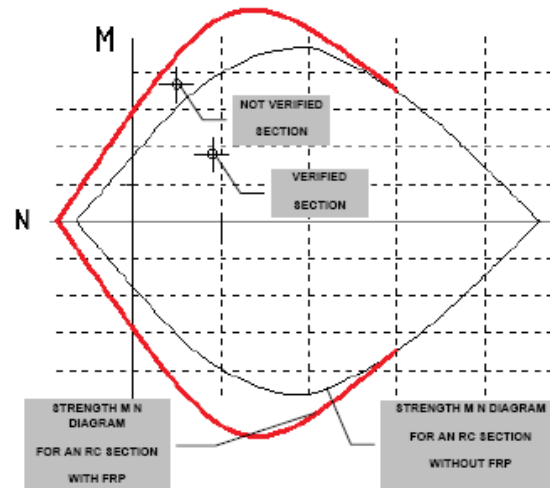 M
NOT VERIFIED
SECTION
VERIFIED
SECTION
N
STRENGTH M N
DIAGRAM
FOR AN RC SECTION
WITH FRP
STRENGTH M N DIAGRAM
FOR AN RC SECTION
WITHOUT FRP